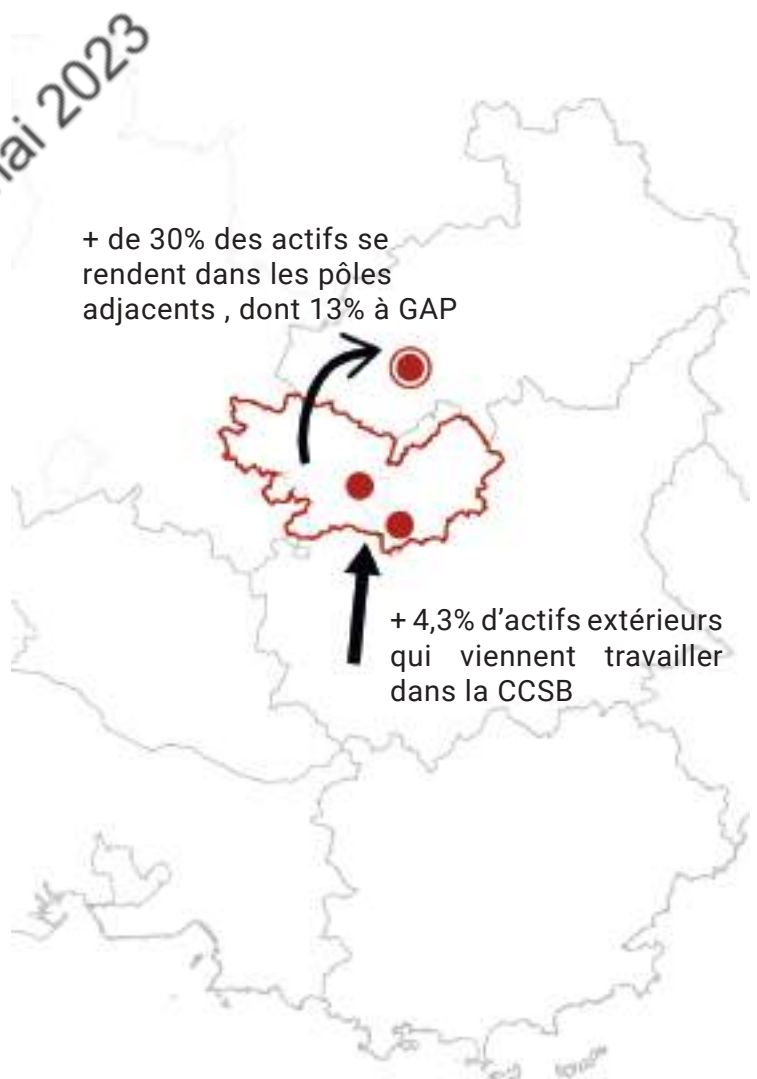 2023
+ de 30% des actifs se
rendent dans les pôles
adjacents , dont 13% à GAP
+ 4,3% d’actifs extérieurs
qui viennent travailler
dans la CCSB